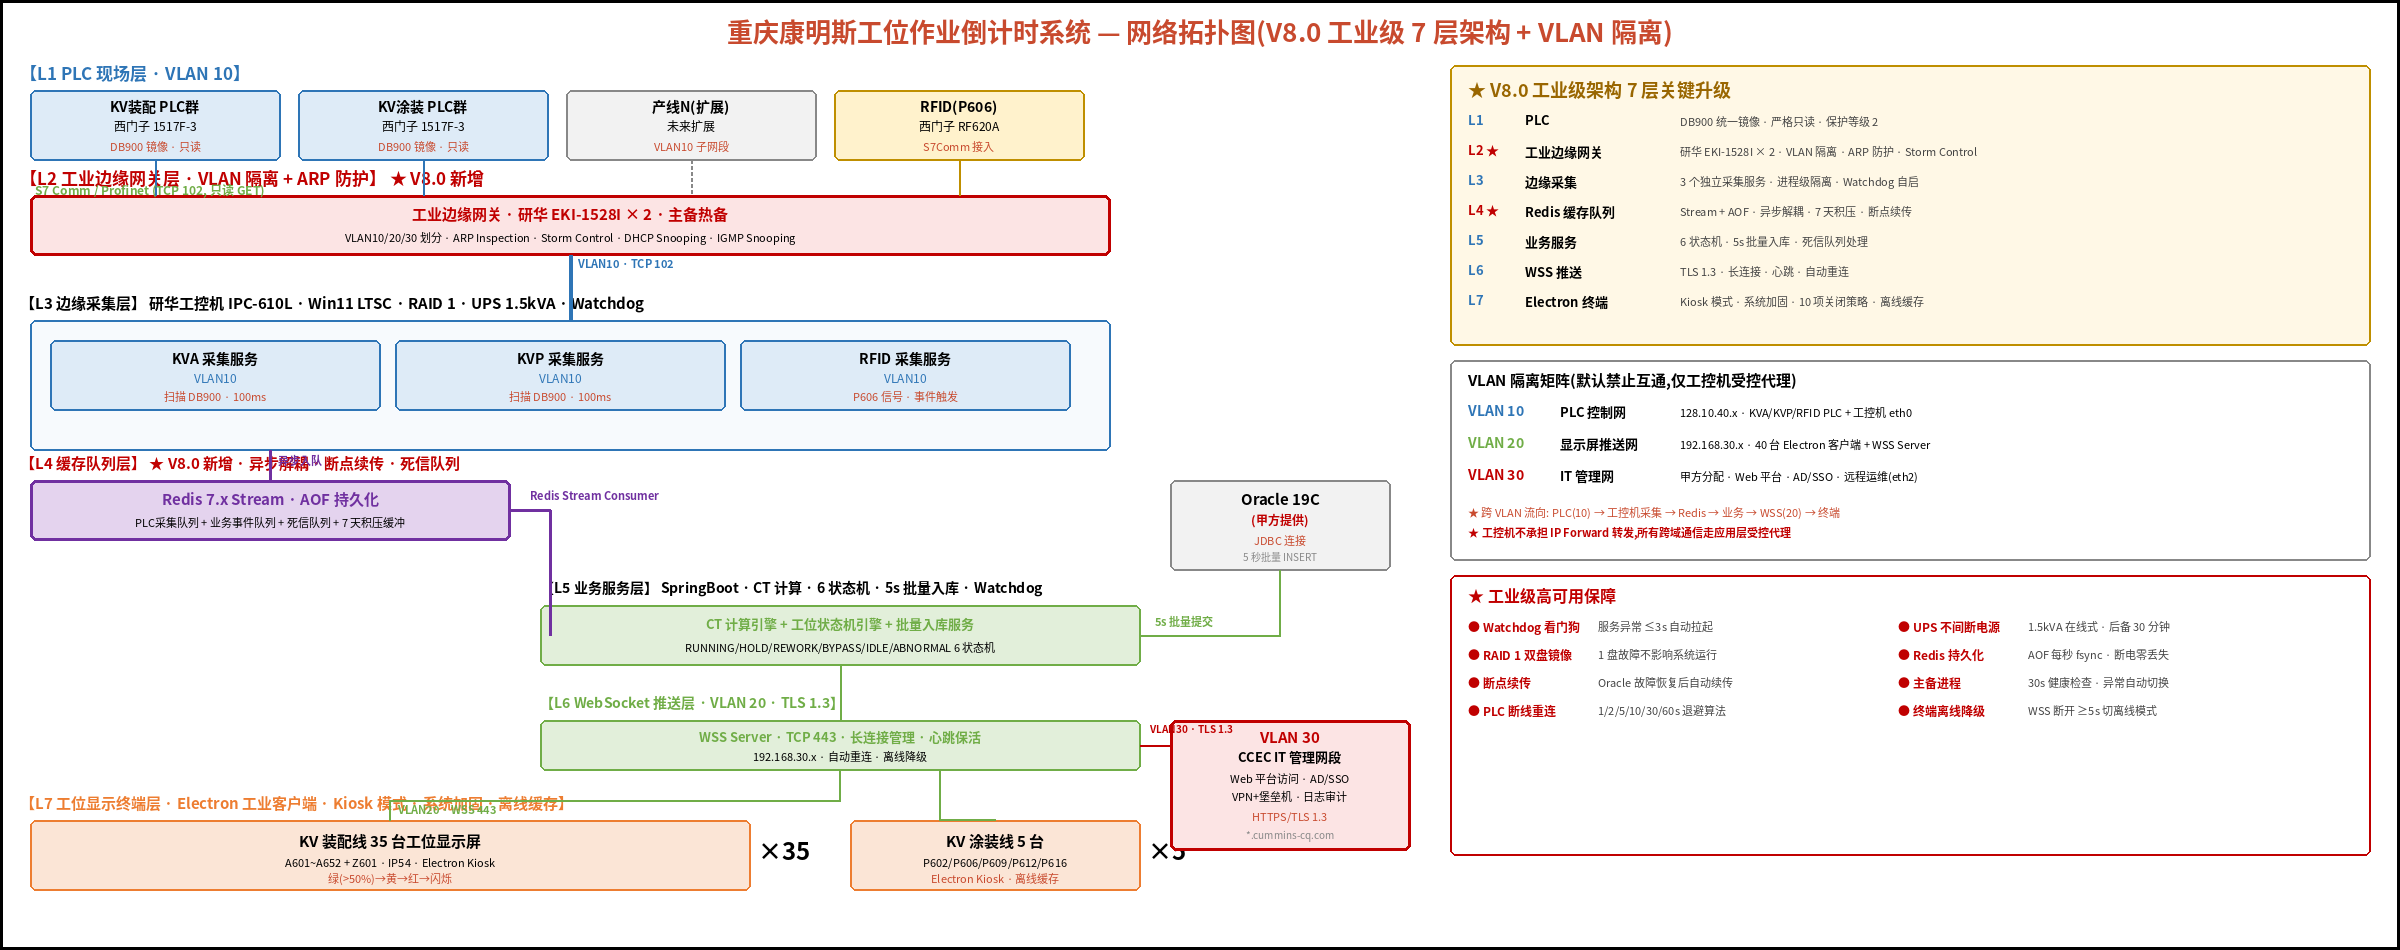 重庆康明斯工位作业倒计时系统 — 网络拓扑图(V8.0 工业级 7 层架构 + VLAN 隔离)
【L1 PLC 现场层 · VLAN 10】
KV装配 PLC群
西门子 1517F-3
DB900 镜像 · 只读
KV涂装 PLC群
西门子 1517F-3
DB900 镜像 · 只读
产线N(扩展)
未来扩展
VLAN10 子网段
RFID(P606)
西门子 RF620A
S7Comm 接入
【L2 工业边缘网关层 · VLAN 隔离 + ARP 防护】 ★ V8.0 新增
S7 Comm / Profinet (TCP 102, 只读 GET)
工业边缘网关 · 研华 EKI-1528I × 2 · 主备热备
VLAN10/20/30 划分 · ARP Inspection · Storm Control · DHCP Snooping · IGMP Snooping
VLAN10 · TCP 102
【L3 边缘采集层】 研华工控机 IPC-610L · Win11 LTSC · RAID 1 · UPS 1.5kVA · Watchdog
KVA 采集服务
VLAN10
扫描 DB900 · 100ms
KVP 采集服务
VLAN10
扫描 DB900 · 100ms
RFID 采集服务
VLAN10
P606 信号 · 事件触发
【L4 缓存队列层】 ★ V8.0 新增 · 异步解耦 · 断点续传 · 死信队列
Redis 7.x Stream · AOF 持久化
PLC采集队列 + 业务事件队列 + 死信队列 + 7 天积压缓冲
Redis Stream Consumer
Oracle 19C
(甲方提供)
JDBC 连接
5 秒批量 INSERT
【L5 业务服务层】 SpringBoot · CT 计算 · 6 状态机 · 5s 批量入库 · Watchdog
CT 计算引擎 + 工位状态机引擎 + 批量入库服务
RUNNING/HOLD/REWORK/BYPASS/IDLE/ABNORMAL 6 状态机
5s 批量提交
【L6 WebSocket 推送层 · VLAN 20 · TLS 1.3】
WSS Server · TCP 443 · 长连接管理 · 心跳保活
192.168.30.x · 自动重连 · 离线降级
VLAN30 · TLS 1.3
VLAN 30
CCEC IT 管理网段
Web 平台访问 · AD/SSO
VPN+堡垒机 · 日志审计
HTTPS/TLS 1.3
*.cummins-cq.com
【L7 工位显示终端层 · Electron 工业客户端 · Kiosk 模式 · 系统加固 · 离线缓存】
VLAN20 · WSS 443
KV 装配线 35 台工位显示屏
A601~A652 + Z601 · IP54 · Electron Kiosk
绿(>50%)→黄→红→闪烁
×35
KV 涂装线 5 台
P602/P606/P609/P612/P616
Electron Kiosk · 离线缓存
×5
★ V8.0 工业级架构 7 层关键升级
L1 PLC DB900 统一镜像 · 严格只读 · 保护等级 2
L2 ★ 工业边缘网关 研华 EKI-1528I × 2 · VLAN 隔离 · ARP 防护 · Storm Control
L3 边缘采集 3 个独立采集服务 · 进程级隔离 · Watchdog 自启
L4 ★ Redis 缓存队列 Stream + AOF · 异步解耦 · 7 天积压 · 断点续传
L5 业务服务 6 状态机 · 5s 批量入库 · 死信队列处理
L6 WSS 推送 TLS 1.3 · 长连接 · 心跳 · 自动重连
L7 Electron 终端 Kiosk 模式 · 系统加固 · 10 项关闭策略 · 离线缓存
VLAN 隔离矩阵(默认禁止互通,仅工控机受控代理)
VLAN 10 PLC 控制网 128.10.40.x · KVA/KVP/RFID PLC + 工控机 eth0
VLAN 20 显示屏推送网 192.168.30.x · 40 台 Electron 客户端 + WSS Server
VLAN 30 IT 管理网 甲方分配 · Web 平台 · AD/SSO · 远程运维(eth2)
★ 跨 VLAN 流向: PLC(10) → 工控机采集 → Redis → 业务 → WSS(20) → 终端
★ 工控机不承担 IP Forward 转发,所有跨域通信走应用层受控代理
★ 工业级高可用保障
● Watchdog 看门狗 服务异常 ≤3s 自动拉起
● UPS 不间断电源 1.5kVA 在线式 · 后备 30 分钟
● RAID 1 双盘镜像 1 盘故障不影响系统运行
● Redis 持久化 AOF 每秒 fsync · 断电零丢失
● 断点续传 Oracle 故障恢复后自动续传
● 主备进程 30s 健康检查 · 异常自动切换
● PLC 断线重连 1/2/5/10/30/60s 退避算法
● 终端离线降级 WSS 断开 ≥5s 切离线模式